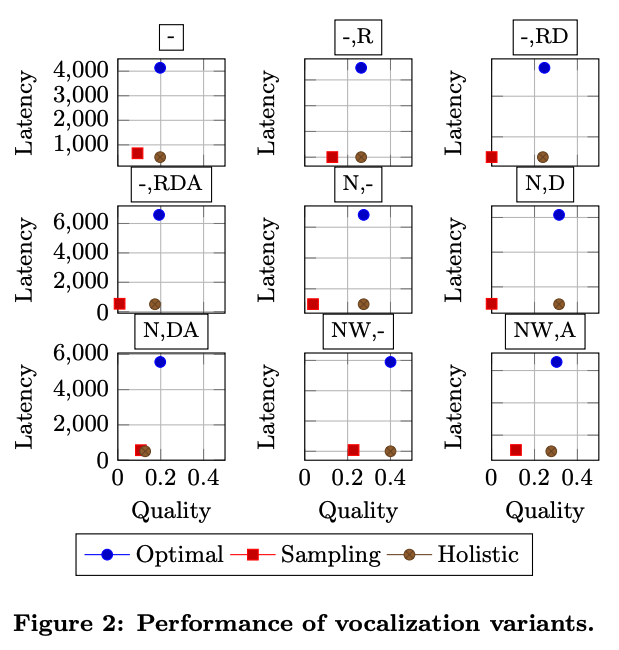 - -,R -,RD
Latency 4,000 3,000 2,000 1,000 Latency Latency
-,RDA N,- N,D
Latency 6,000 4,000 2,000 0 Latency Latency
N,DA NW,- NW,A
Latency 6,000 4,000 2,000 0 Latency Latency
0 0.2 0.4 0 0.2 0.4 0 0.2 0.4
Quality Quality Quality
Optimal Sampling Holistic
Figure 2: Performance of vocalization variants.